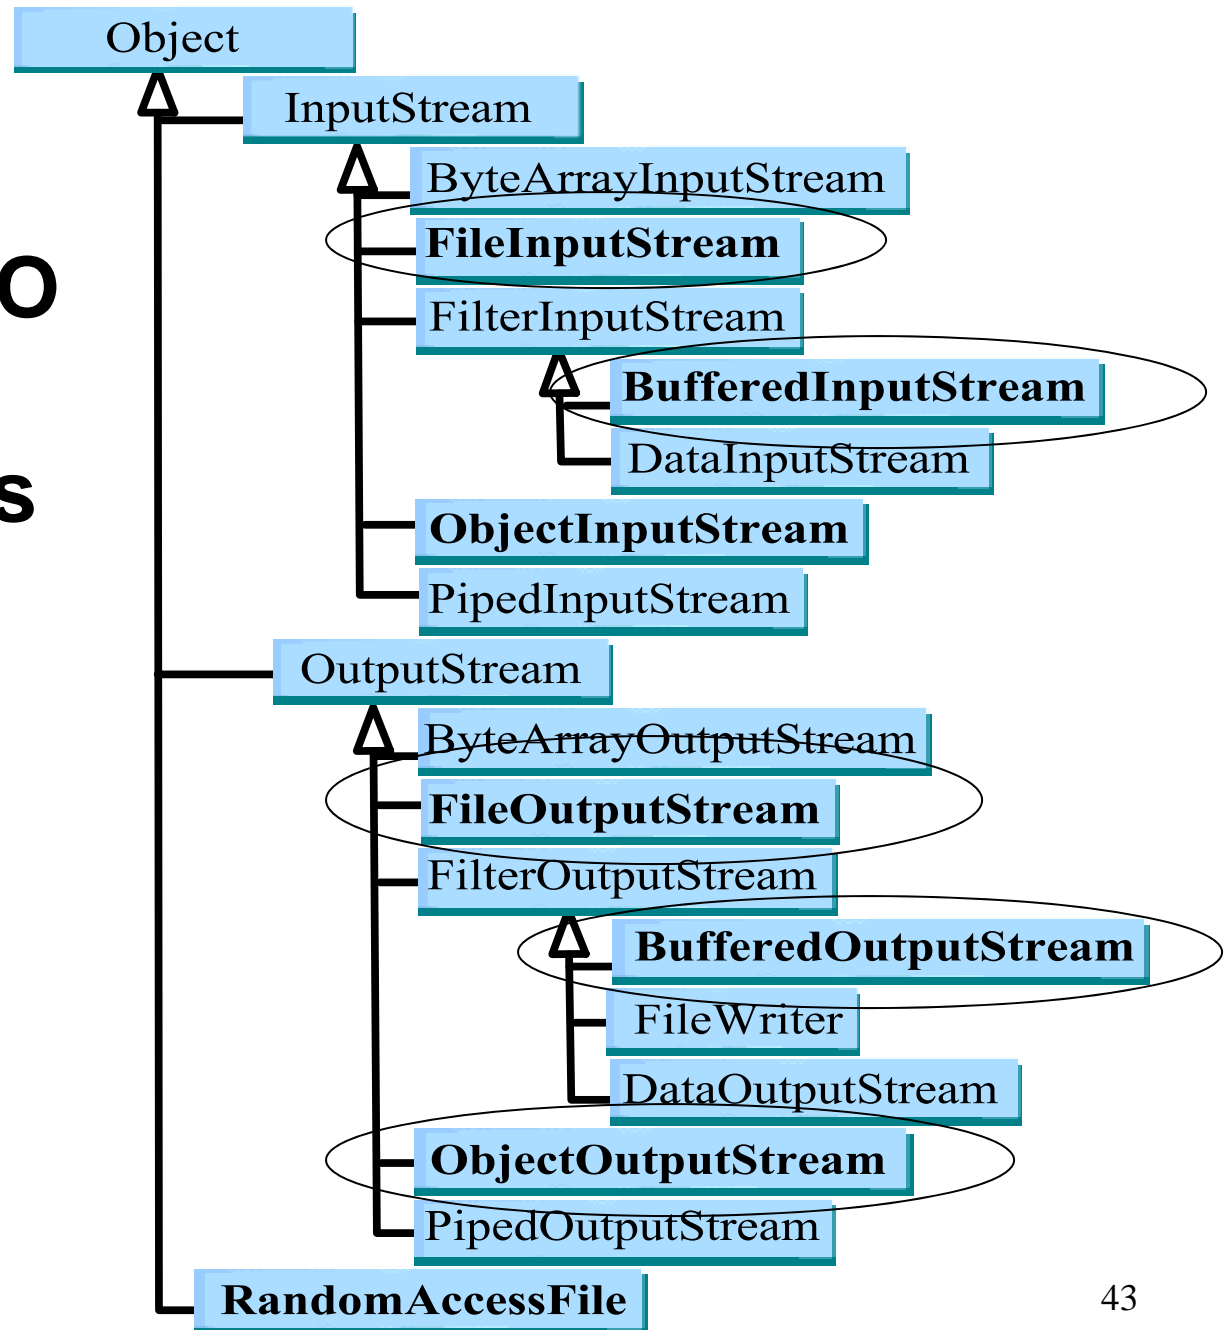 Object
InputStream
ByteArrayInputStream
FileInputStream
O
FilterInputStream
BufferedInputStream
DataInputStream
s
ObjectInputStream
PipedInputStream
OutputStream
ByteArrayOutputStream
FileOutputStream
FilterOutputStream
BufferedOutputStream
FileWriter
DataOutputStream
ObjectOutputStream
PipedOutputStream
RandomAccessFile
43